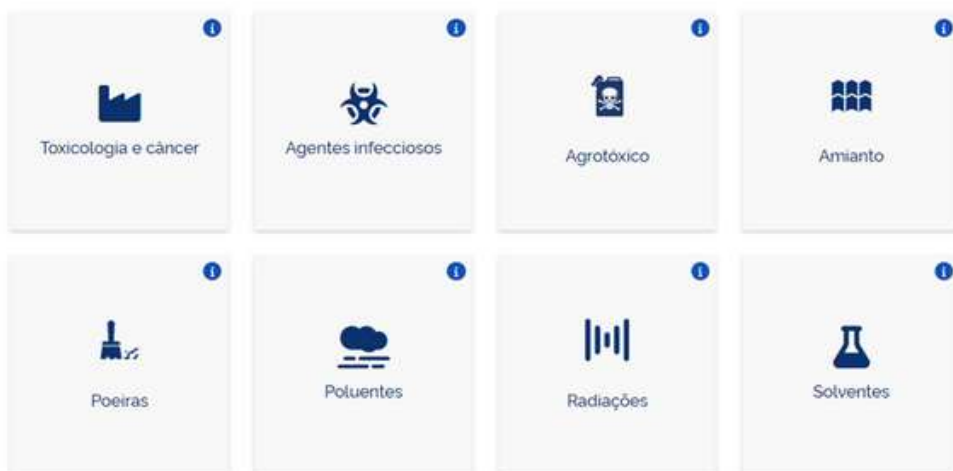 Toxicologia e câncer
Agentes infecciosos
Agrotóxico
Amianto
Poeiras
Poluentes
Radiações
Solventes